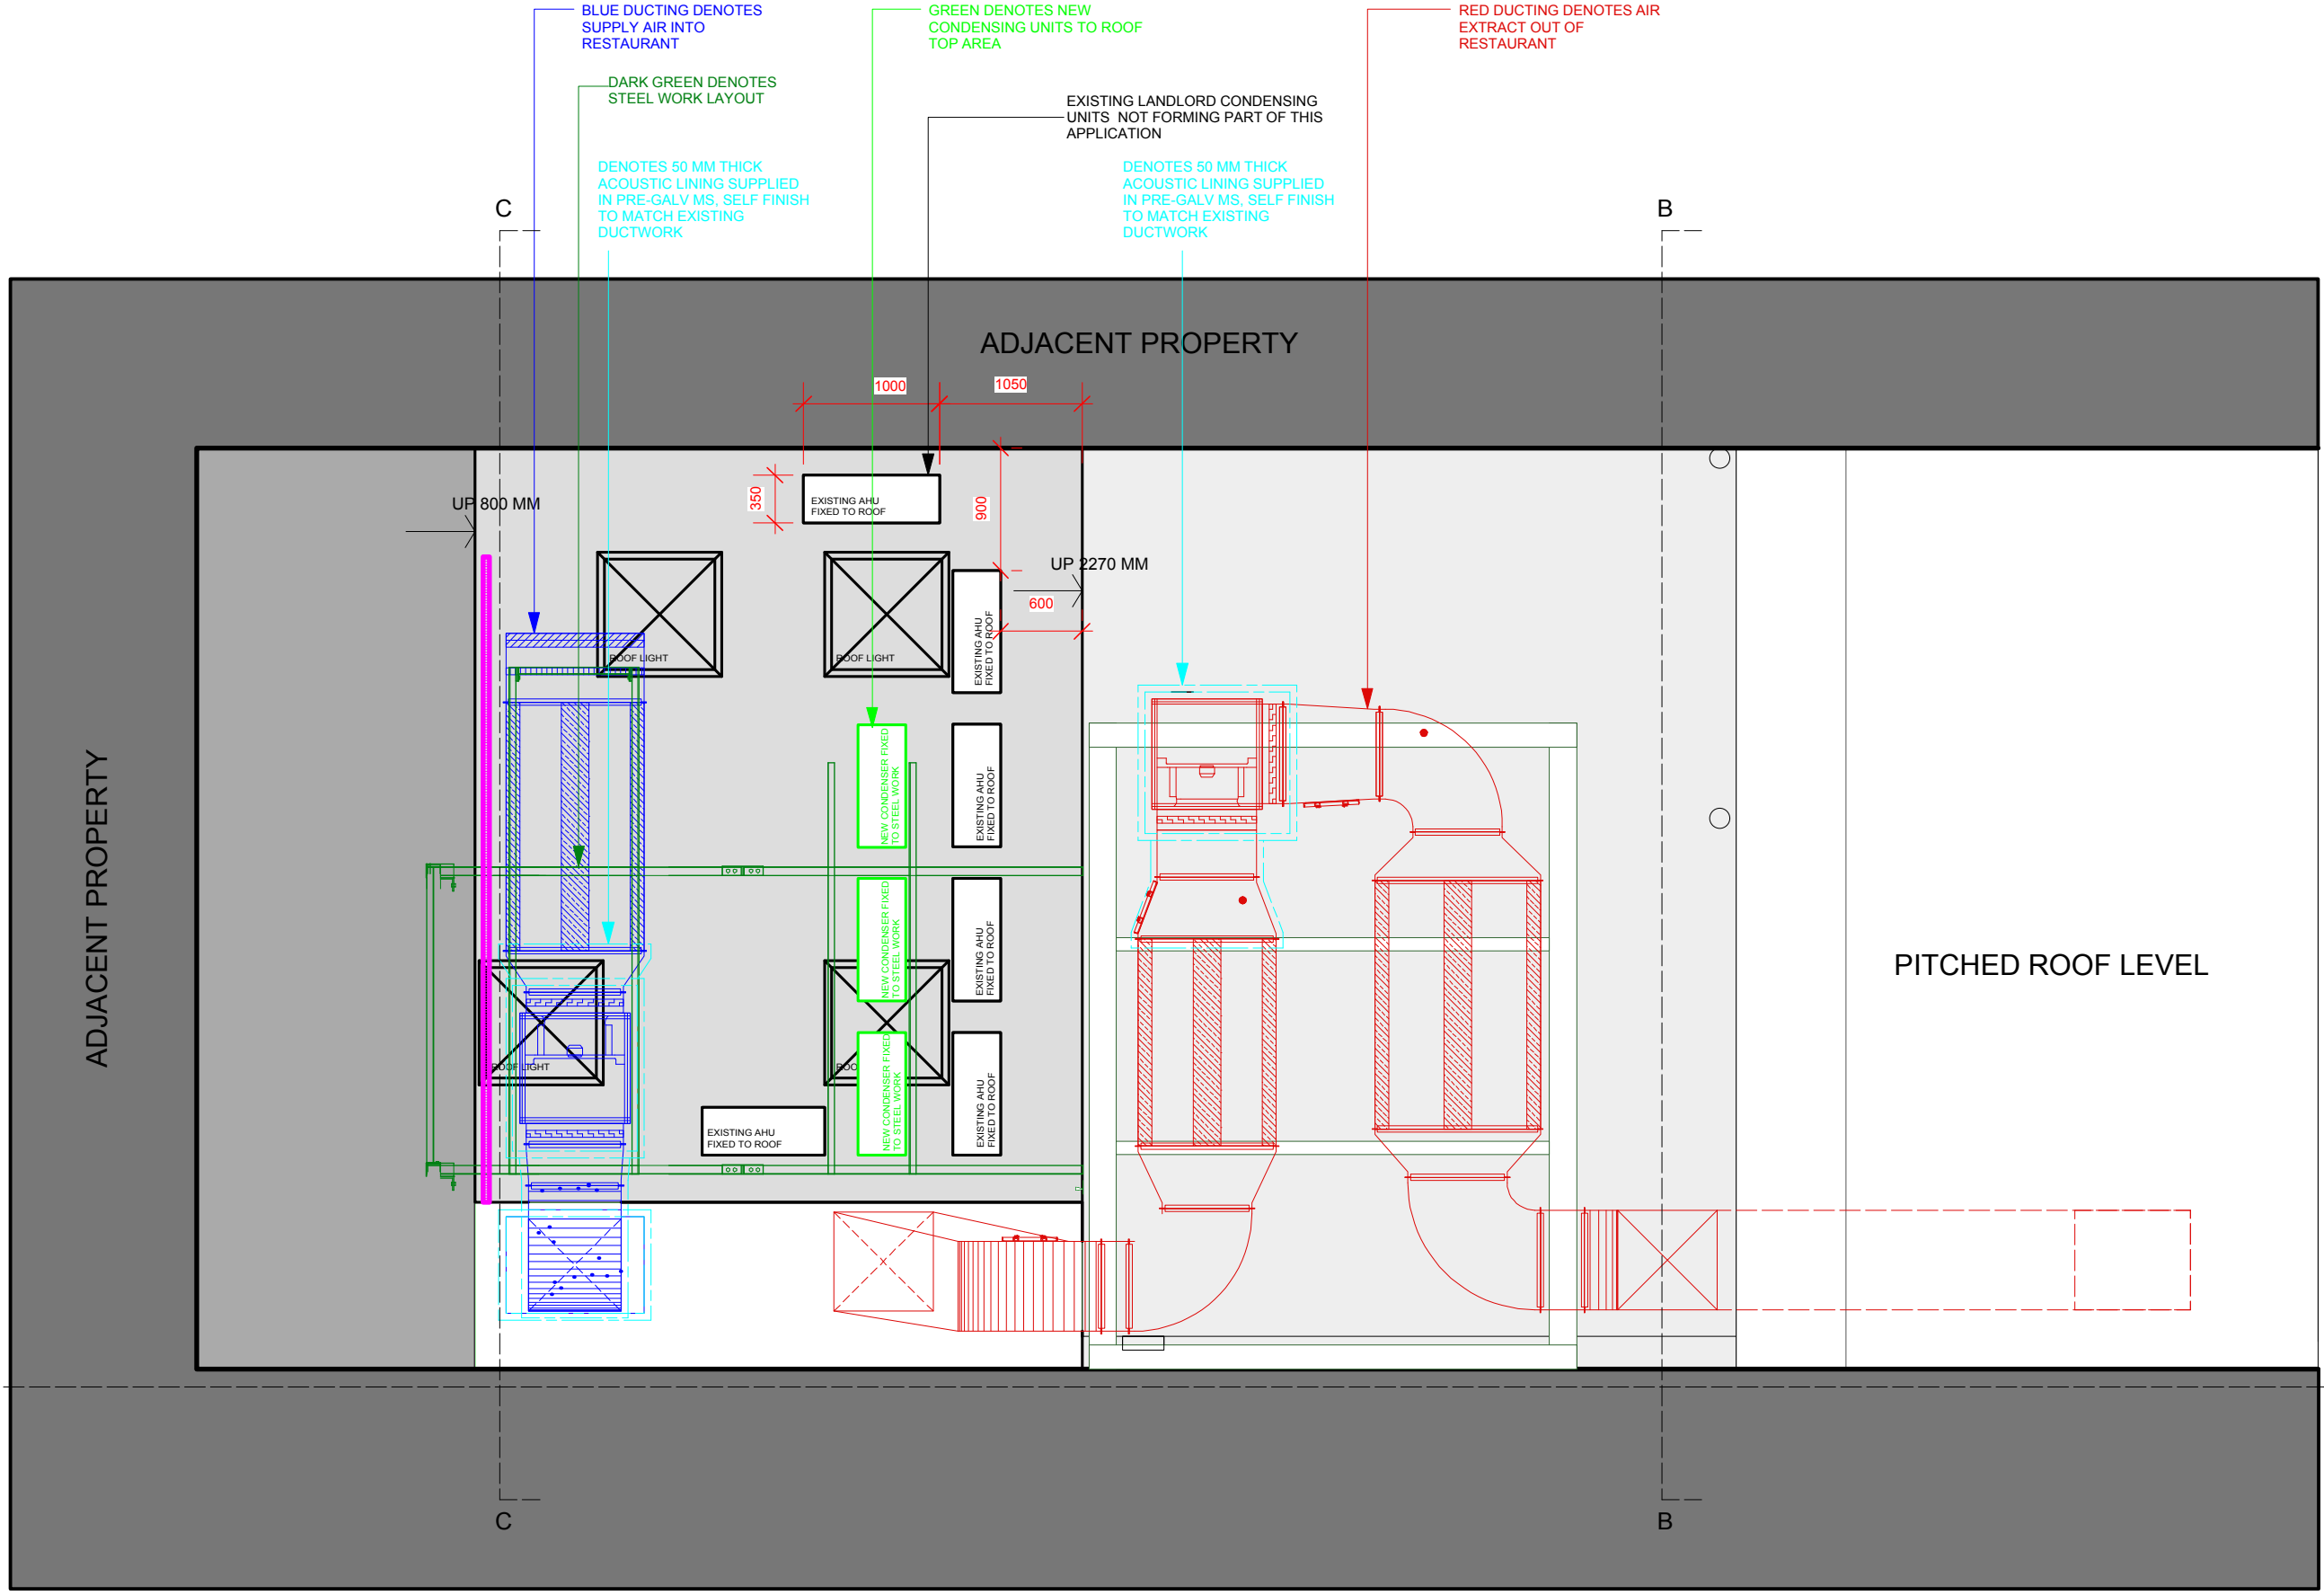 BLUE DUCTING DENOTES
SUPPLY AIR INTO
RESTAURANT
GREEN DENOTES NEW
CONDENSING UNITS TO ROOF
TOP AREA
RED DUCTING DENOTES AIR
EXTRACT OUT OF
RESTAURANT
DARK GREEN DENOTES
STEEL WORK LAYOUT
EXISTING LANDLORD CONDENSING
UNITS NOT FORMING PART OF THIS
APPLICATION
DENOTES 50 MM THICK
ACOUSTIC LINING SUPPLIED
IN PRE-GALV MS, SELF FINISH
TO MATCH EXISTING
DUCTWORK
DENOTES 50 MM THICK
ACOUSTIC LINING SUPPLIED
IN PRE-GALV MS, SELF FINISH
TO MATCH EXISTING
DUCTWORK
C
B
ADJACENT PROPERTY
1000
1050
350
900
UP 800 MM
EXISTING AHU
FIXED TO ROOF
UP 2270 MM
600
EXISTING AHU
FIXED TO ROOF
ROOF LIGHT
ROOF LIGHT
NEW CONDENSER FIXED
TO STEEL WORK
EXISTING AHU
FIXED TO ROOF
ADJACENT PROPERTY
NEW CONDENSER FIXED
TO STEEL WORK
EXISTING AHU
FIXED TO ROOF
PITCHED ROOF LEVEL
ROOF LIGHT
ROO
NEW CONDENSER FIXED
TO STEEL WORK
EXISTING AHU
FIXED TO ROOF
EXISTING AHU
FIXED TO ROOF
C
B